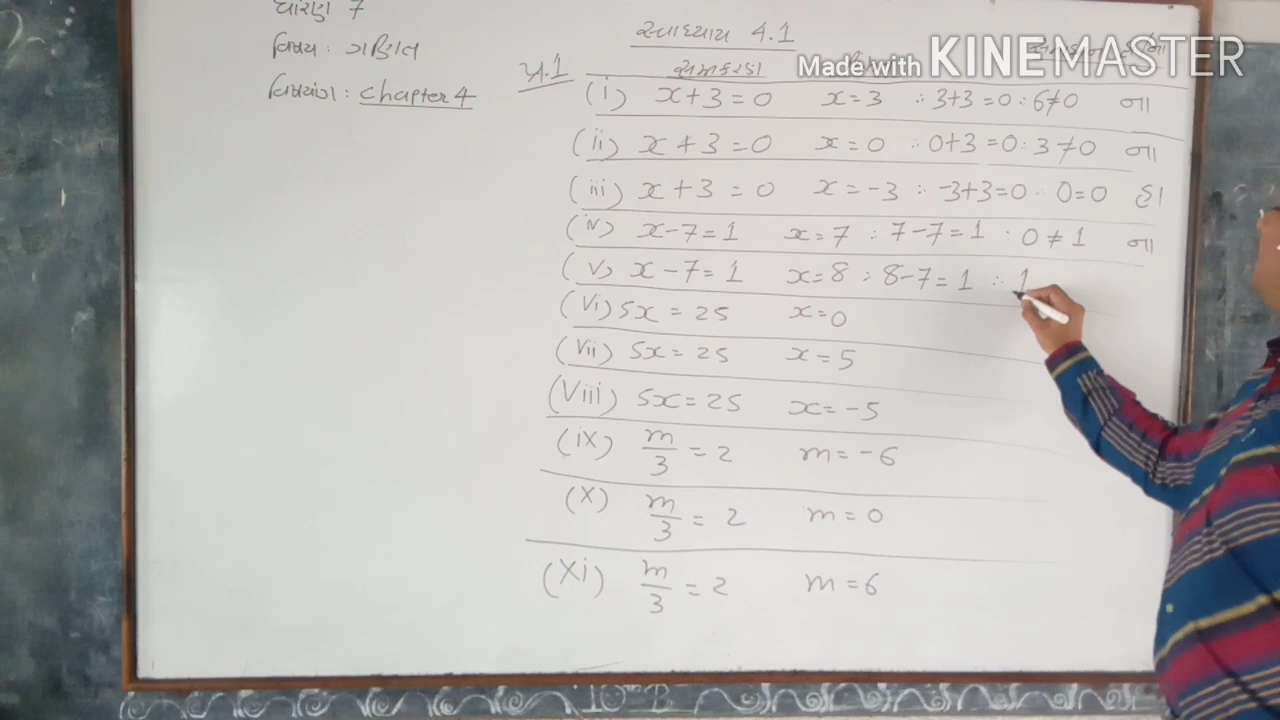 ધોરણ 7
વિષય : ગણિત
વિષયાંગ : Chapter 4
સ્વાધ્યાય 4.1
Made with KINEMASTER
પ્ર.1 સમીકરણ
(i) x+3=0 x=3 ∴ 3+3=0 ∴ 6≠0 ના
(ii) x+3=0 x=0 ∴ 0+3=0 ∴ 3≠0 ના
(iii) x+3=0 x=-3 ∴ -3+3=0 ∴ 0=0 હા
(iv) x-7=1 x=7 ∴ 7-7=1 ∴ 0≠1 ના
(v) x-7=1 x=8 ∴ 8-7=1 ∴ 1
(vi) 5x=25 x=0
(vii) 5x=25 x=5
(viii) 5x=25 x=-5
(ix) m/3=2 m=-6
(x) m/3=2 m=0
(xi) m/3=2 m=6
10 B